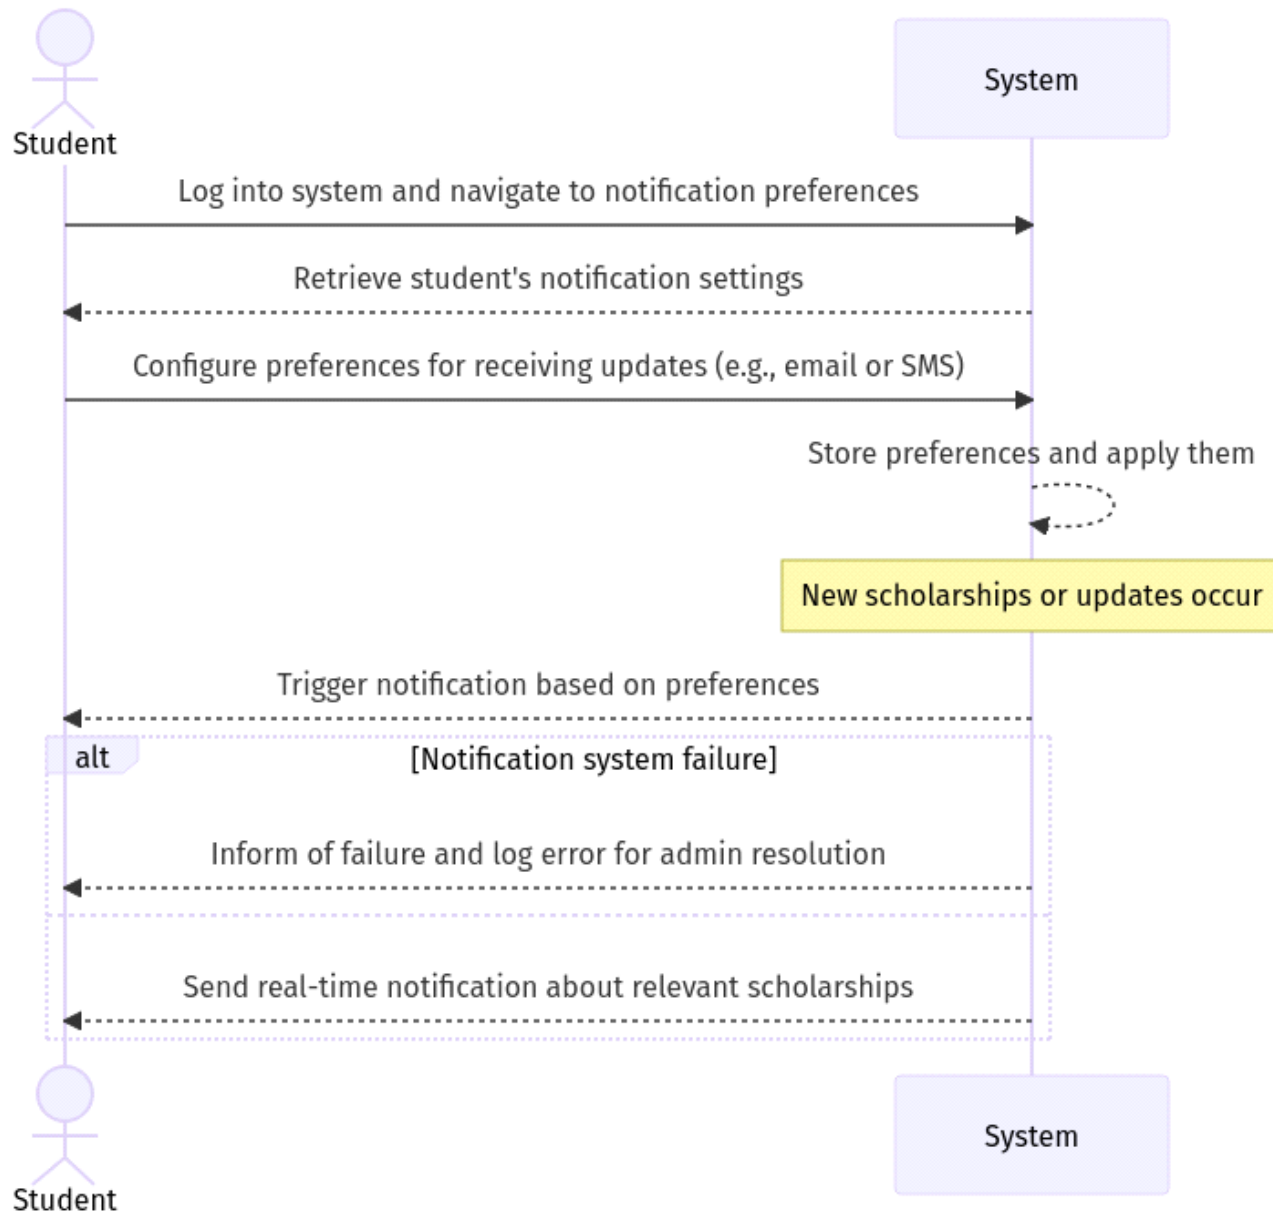 Student
System
Log into system and navigate to notification preferences
Retrieve student's notification settings
Configure preferences for receiving updates (e.g., email or SMS)
Store preferences and apply them
New scholarships or updates occur
Trigger notification based on preferences
alt
[Notification system failure]
Inform of failure and log error for admin resolution
Send real-time notification about relevant scholarships
Student
System